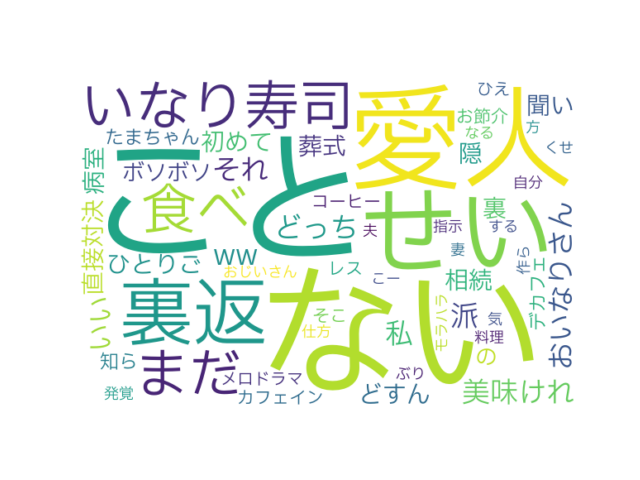 いなり寿司
愛人
ひえ
聞い
お節介
なる
方
くせ
たまちゃん
初めて
葬式
隠
病室
ボソボソ
それ
自分
こと
食べ
コーヒー
夫
指示
裏
する
せい
どっち
直接対決
ひとりご
ww
おじいさん
レス
こー
妻
相続
作ら
デカフェ
おいなりさん
いい
裏返
ない
そこ
仕方
私
モラハラ
派
気
料理
の
まだ
知ら
メロドラマ
ぶり
発覚
カフェイン
どすん
美味けれ